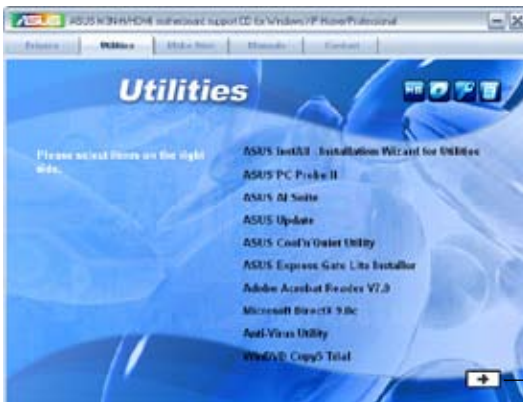 ASUS M3N-H/HDMI motherboard support CD for Windows XP Home/Professional
Drivers Utilities Make Disk Manuals Contact
Utilities
Please select items on the right
side.
ASUS InstAll - Installation Wizard for Utilities
ASUS PC Probe II
ASUS AI Suite
ASUS Update
ASUS Cool'n'Quiet Utility
ASUS Express Gate Lite Installer
Adobe Acrobat Reader V7.0
Microsoft DirectX 9.0c
Anti-Virus Utility
WinDVD Copy5 Trial